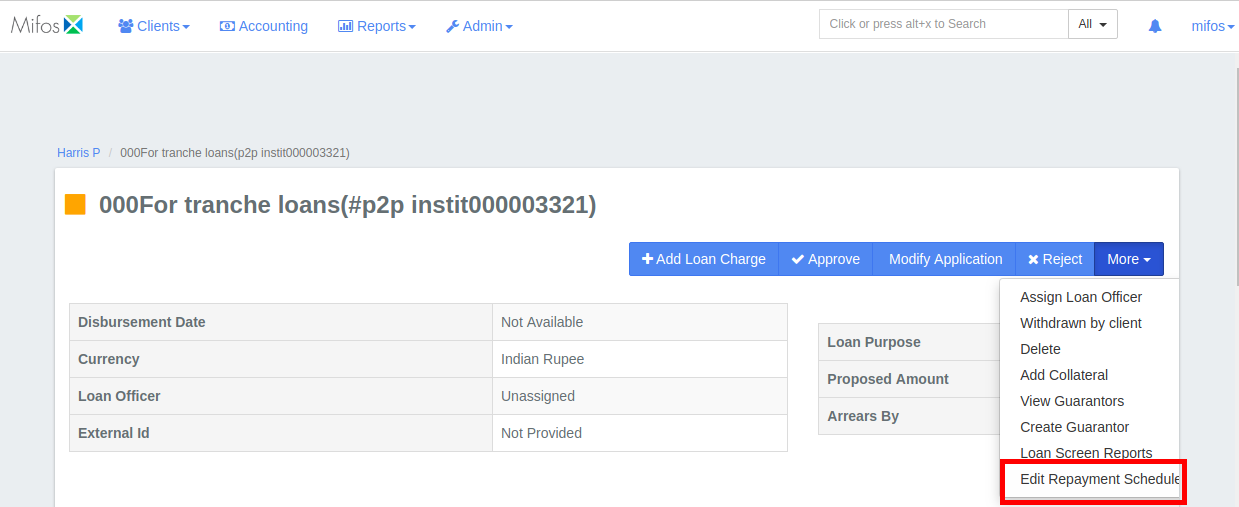 Mifos Clients Accounting Reports Admin Click or press alt+x to Search All mifos
Harris P / 000For tranche loans(p2p instit000003321)
000For tranche loans(#p2p instit000003321)
Add Loan Charge Approve Modify Application Reject More
Assign Loan Officer
Withdrawn by client
Delete
Add Collateral
View Guarantors
Create Guarantor
Loan Screen Reports
Edit Repayment Schedule
Disbursement Date Not Available
Currency Indian Rupee
Loan Officer Unassigned
External Id Not Provided
Loan Purpose
Proposed Amount
Arrears By